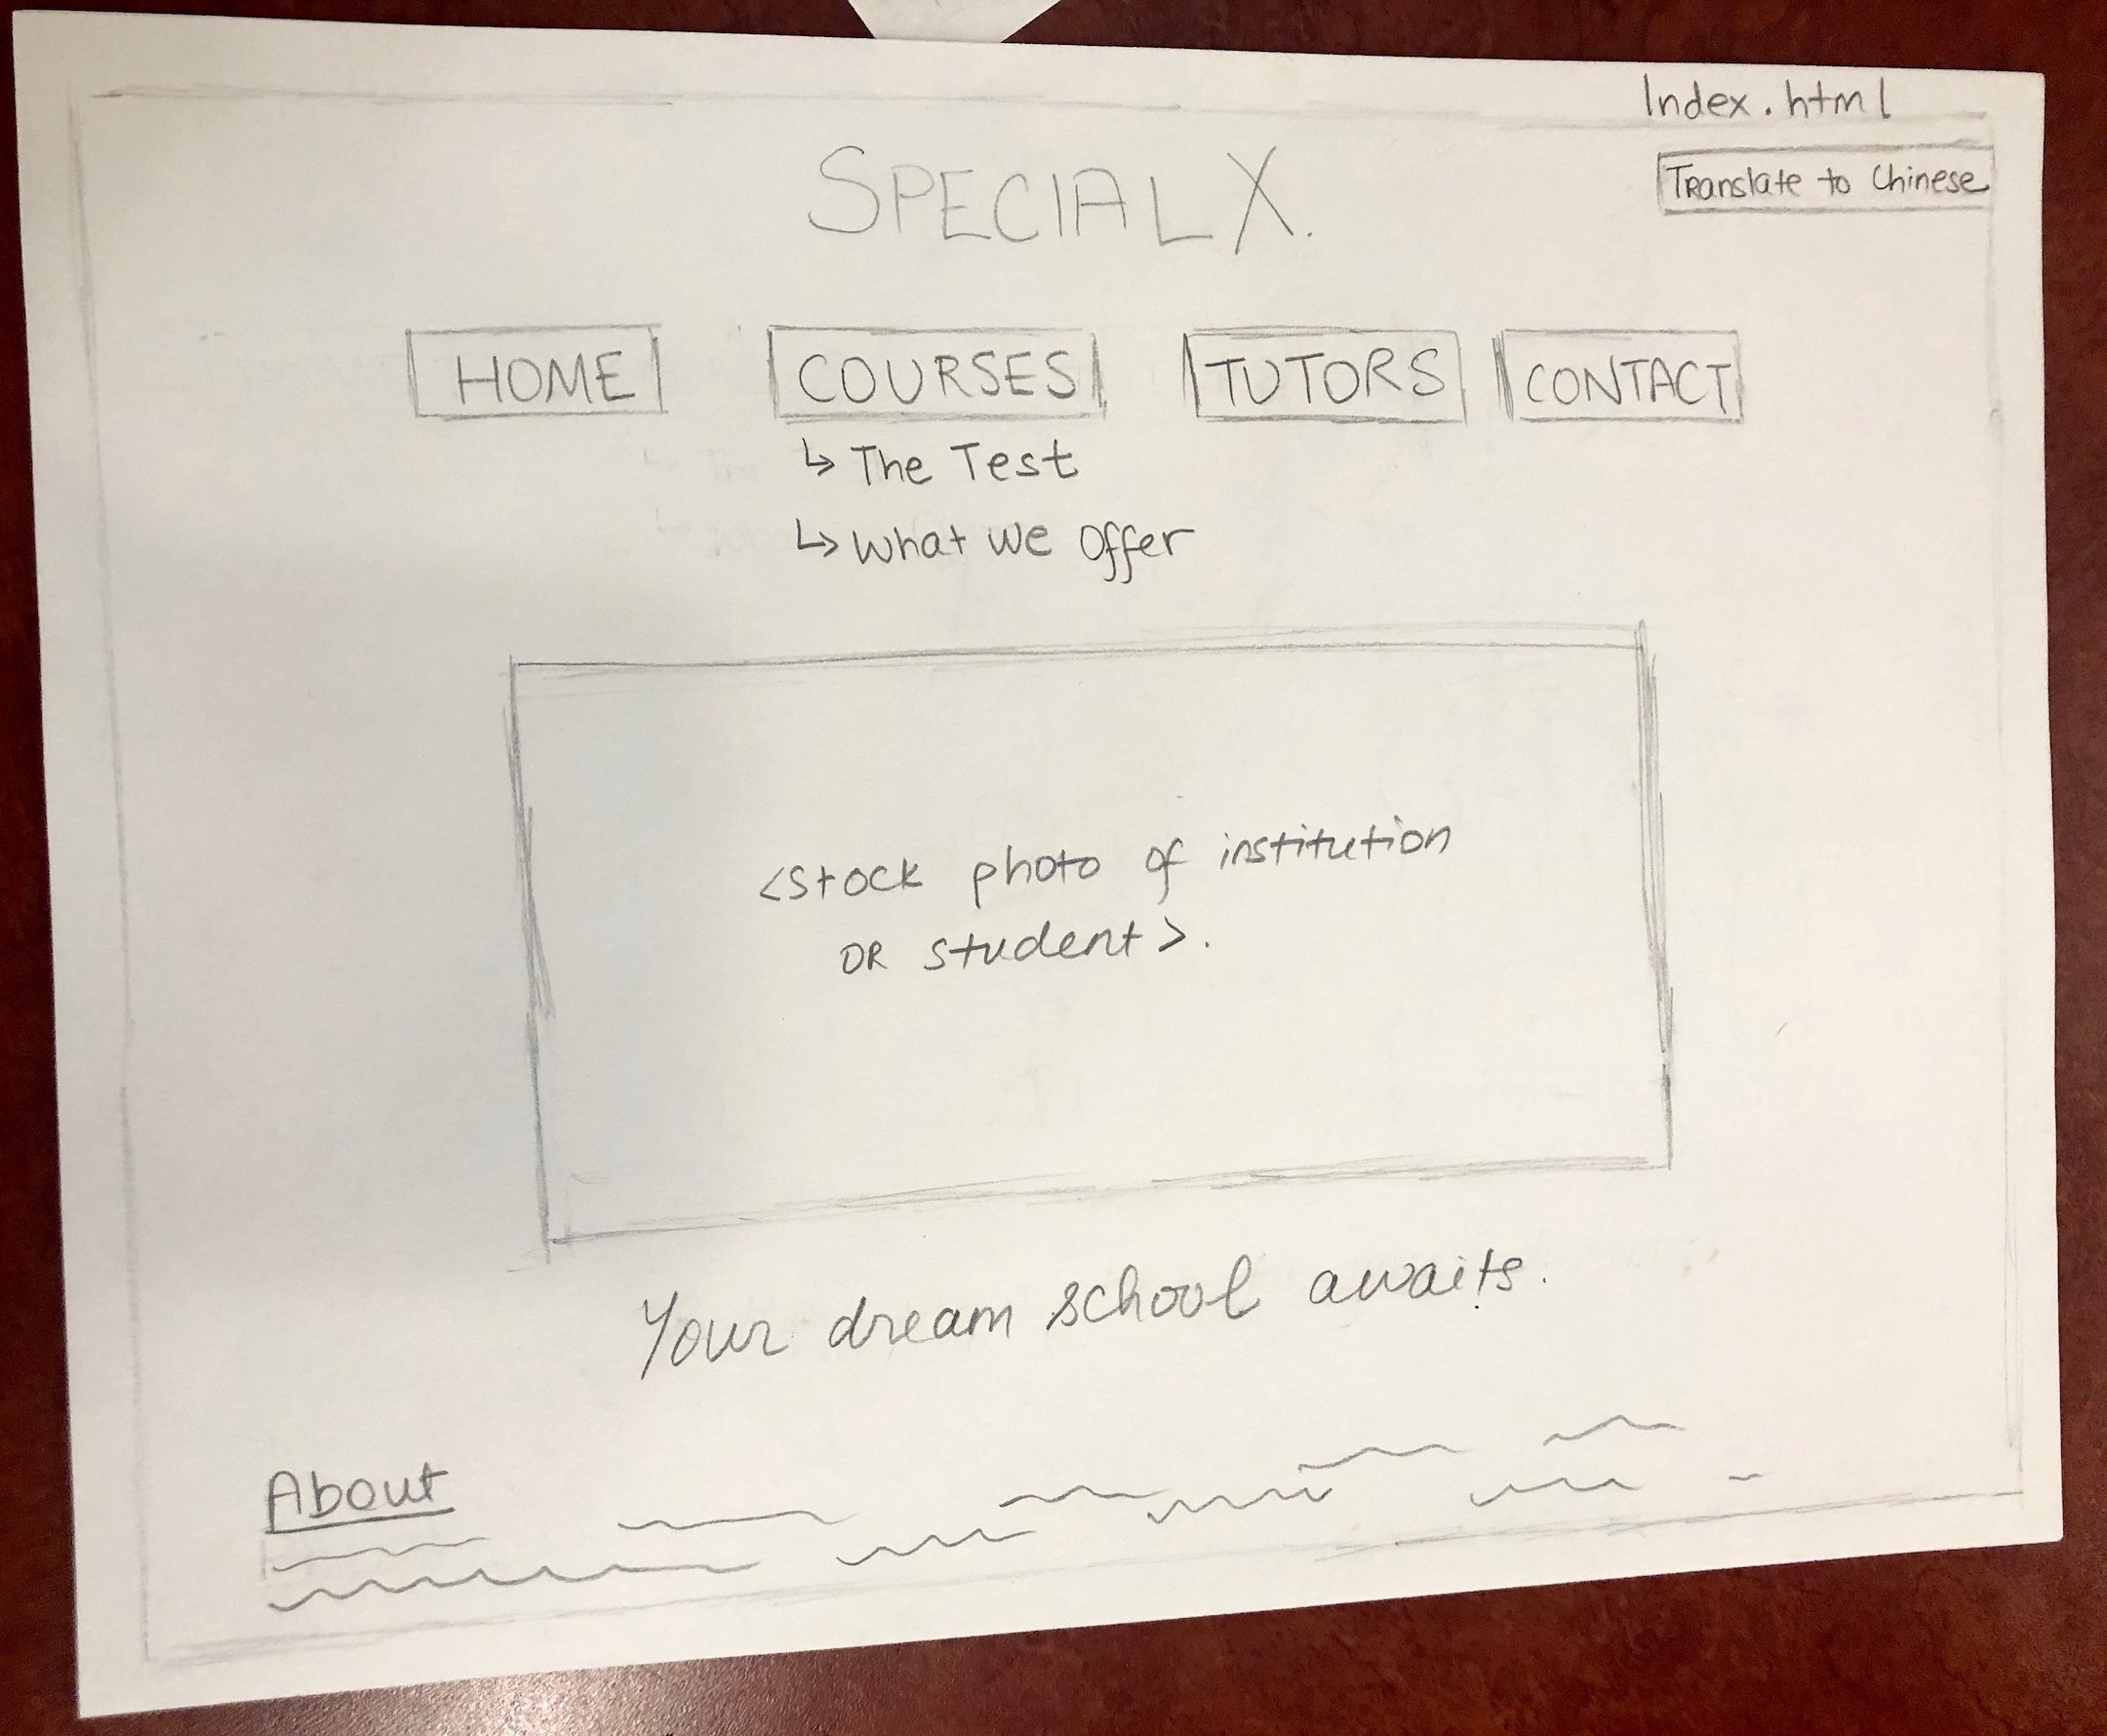 Index.html
Translate to Chinese
SPECIAL X.
HOME COURSES TUTORS CONTACT
↳ The Test
↳ What we Offer
<Stock photo of institution
OR student>.
Your dream school awaits.
About